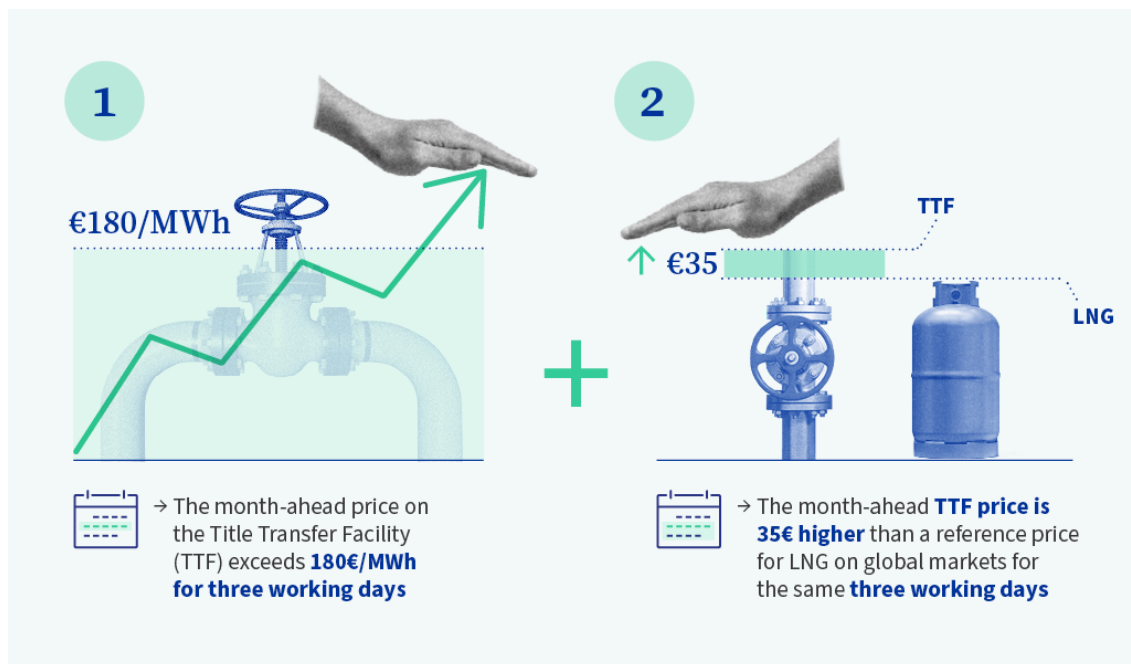 1
€180/MWh
→ The month-ahead price on
the Title Transfer Facility
(TTF) exceeds 180€/MWh
for three working days
+
2
TTF
€35
LNG
→ The month-ahead TTF price is
35€ higher than a reference price
for LNG on global markets for
the same three working days